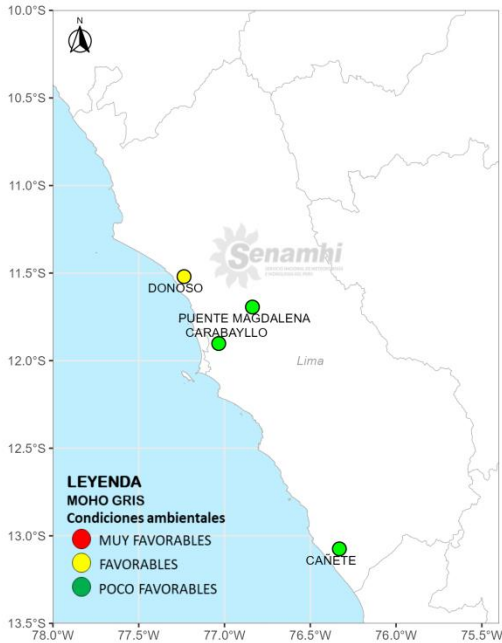 10.0°S
N
10.5°S
11.0°S
Senamhi
11.5°S
DONOSO
PUENTE MAGDALENA
CARABAYLLO
12.0°S
Lima
12.5°S
LEYENDA
MOHO GRIS
Condiciones ambientales
13.0°S
MUY FAVORABLES
CAÑETE
FAVORABLES
POCO FAVORABLES
13.5°S
78.0°W 77.5°W 77.0°W 76.5°W 76.0°W 75.5°W